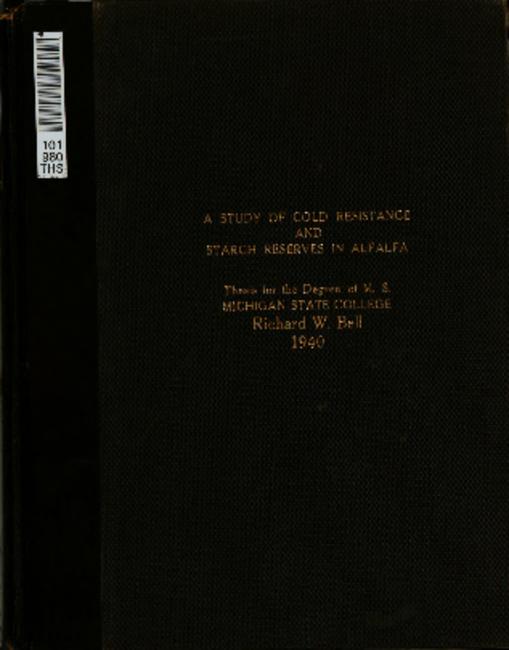 101
980
THS
A STUDY OF COLD RESISTANCE
AND
STARCH RESERVES IN ALFALFA
Thesis for the Degree of M. S.
MICHIGAN STATE COLLEGE
Richard W. Bell
1940